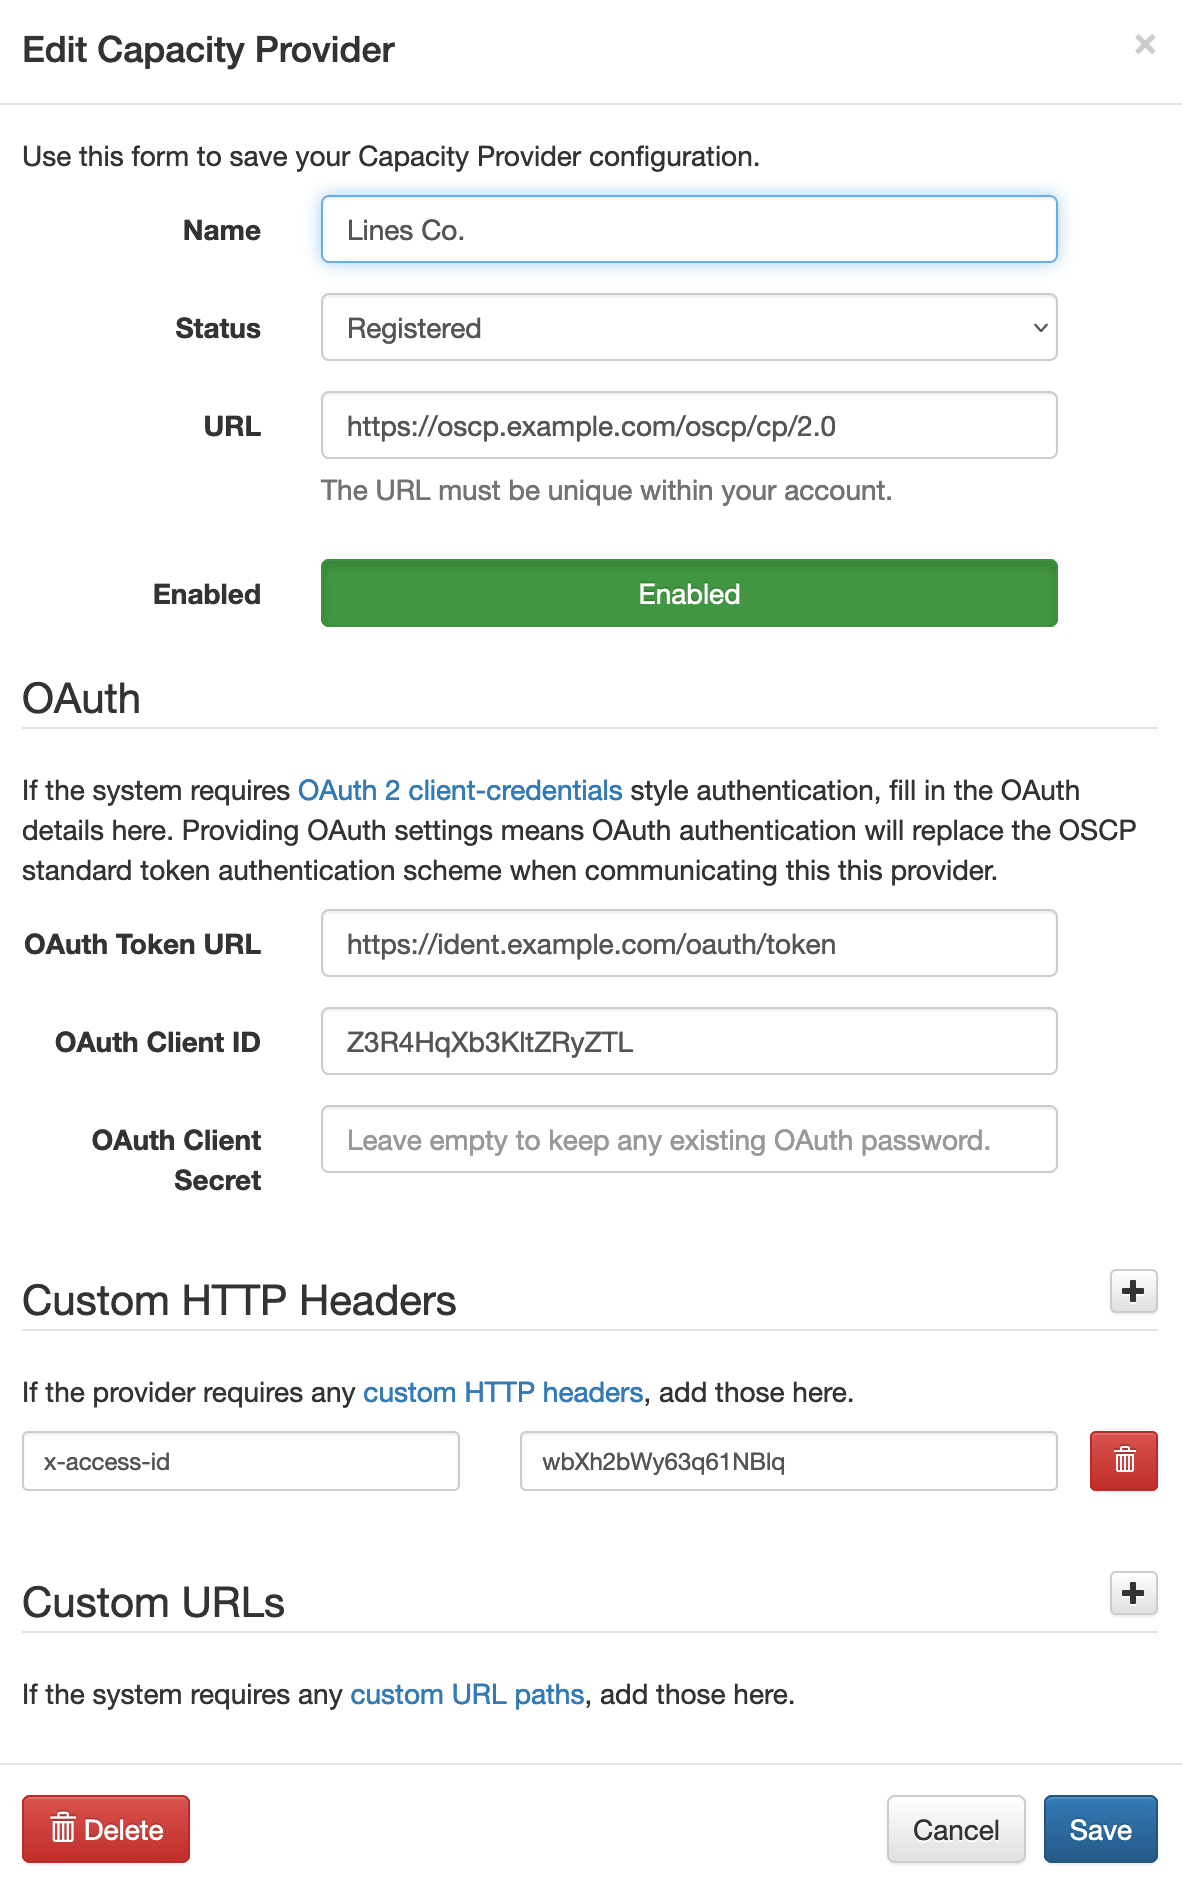 Edit Capacity Provider
×
Use this form to save your Capacity Provider configuration.
Name
Lines Co.
Status
Registered
URL
https://oscp.example.com/oscp/cp/2.0
The URL must be unique within your account.
Enabled
Enabled
OAuth
If the system requires OAuth 2 client-credentials style authentication, fill in the OAuth
details here. Providing OAuth settings means OAuth authentication will replace the OSCP
standard token authentication scheme when communicating this this provider.
OAuth Token URL
https://ident.example.com/oauth/token
OAuth Client ID
Z3R4HqXb3KltZRyZTL
OAuth Client
Secret
Leave empty to keep any existing OAuth password.
Custom HTTP Headers
If the provider requires any custom HTTP headers, add those here.
x-access-id
wbXh2bWy63q61NBlq
Custom URLs
If the system requires any custom URL paths, add those here.
Delete
Cancel
Save